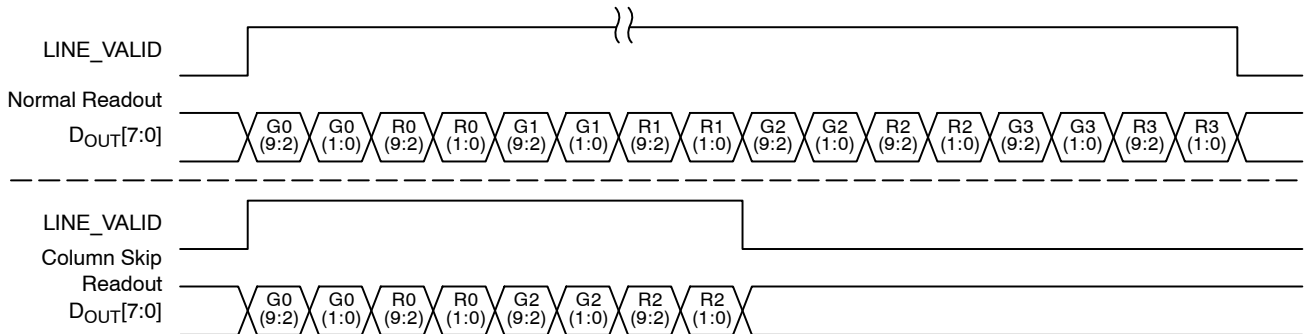 LINE_VALID
Normal Readout
DOUT[7:0]
G0 G0 R0 R0 G1 G1 R1 R1 G2 G2 R2 R2 G3 G3 R3 R3
(9:2) (1:0) (9:2) (1:0) (9:2) (1:0) (9:2) (1:0) (9:2) (1:0) (9:2) (1:0) (9:2) (1:0) (9:2) (1:0)
LINE_VALID
Column Skip
Readout
DOUT[7:0]
G0 G0 R0 R0 G2 G2 R2 R2
(9:2) (1:0) (9:2) (1:0) (9:2) (1:0) (9:2) (1:0)